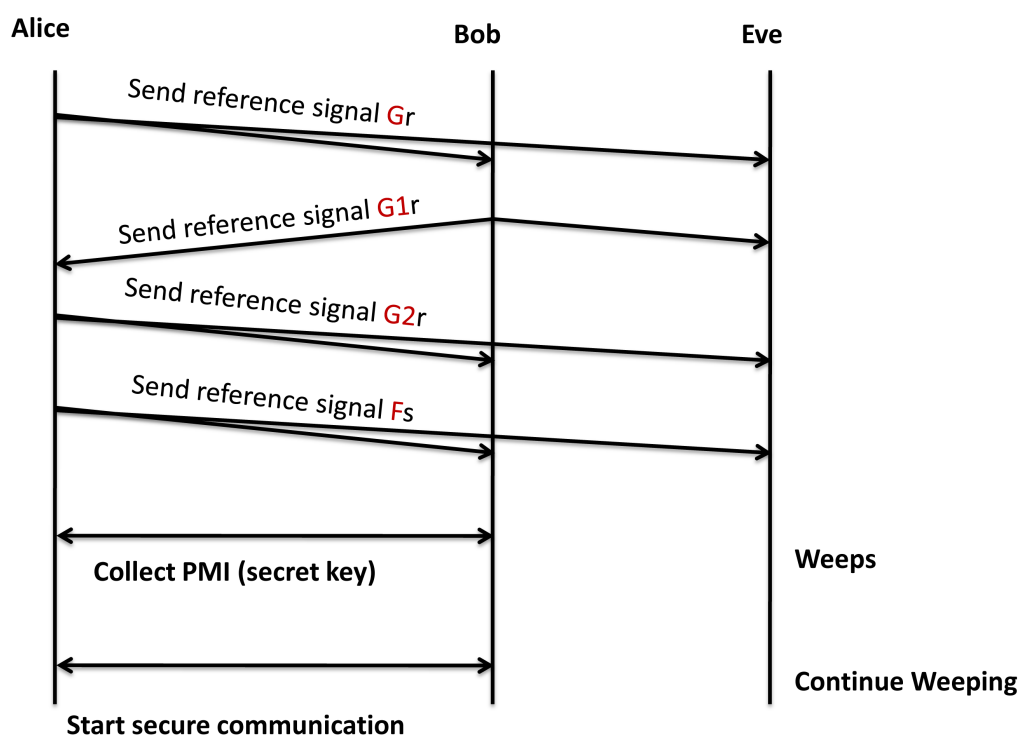 Alice
Bob
Eve
Send reference signal Gr
Send reference signal G1r
Send reference signal G2r
Send reference signal Fs
Collect PMI (secret key)
Weeps
Continue Weeping
Start secure communication